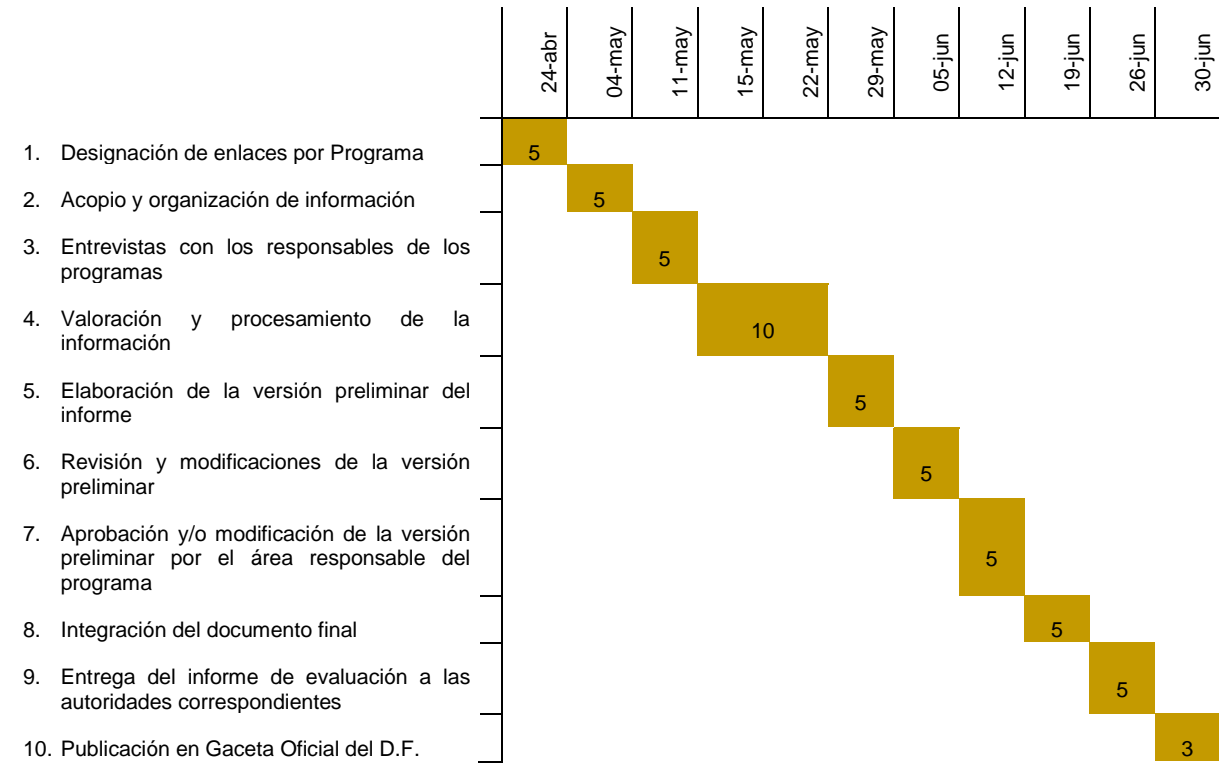 24-abr 04-may 11-may 15-may 22-may 29-may 05-jun 12-jun 19-jun 26-jun 30-jun
1. Designación de enlaces por Programa 5
2. Acopio y organización de información 5
3. Entrevistas con los responsables de los
programas 5
4. Valoración y procesamiento de la
información 10
5. Elaboración de la versión preliminar del
informe 5
6. Revisión y modificaciones de la versión
preliminar 5
7. Aprobación y/o modificación de la versión
preliminar por el área responsable del 5
programa
8. Integración del documento final 5
9. Entrega del informe de evaluación a las
autoridades correspondientes 5
10. Publicación en Gaceta Oficial del D.F. 3